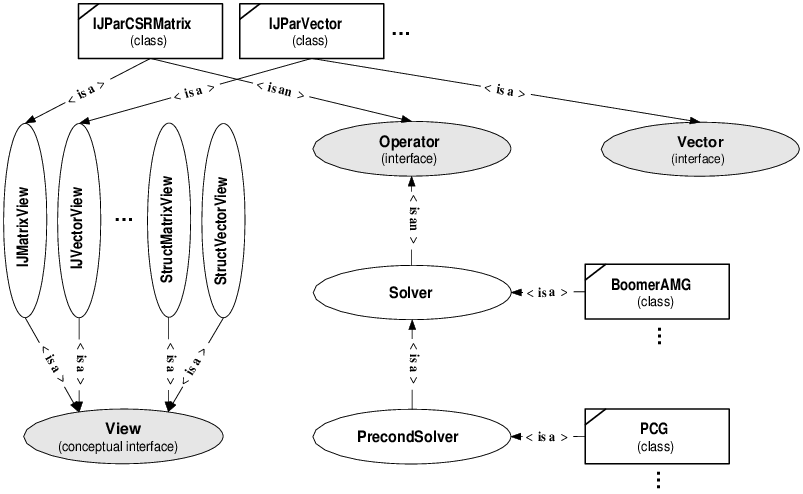 IJParCSRMatrix
(class)
IJParVector
(class)
...
< is a >
< is a >
< is an >
< is a >
IJMatrixView
IJVectorView
...
StructMatrixView
StructVectorView
Operator
(interface)
Vector
(interface)
< is an >
Solver
< is a >
BoomerAMG
(class)
...
< is a >
< is a >
< is a >
< is a >
< is a >
View
(conceptual interface)
PrecondSolver
< is a >
PCG
(class)
...